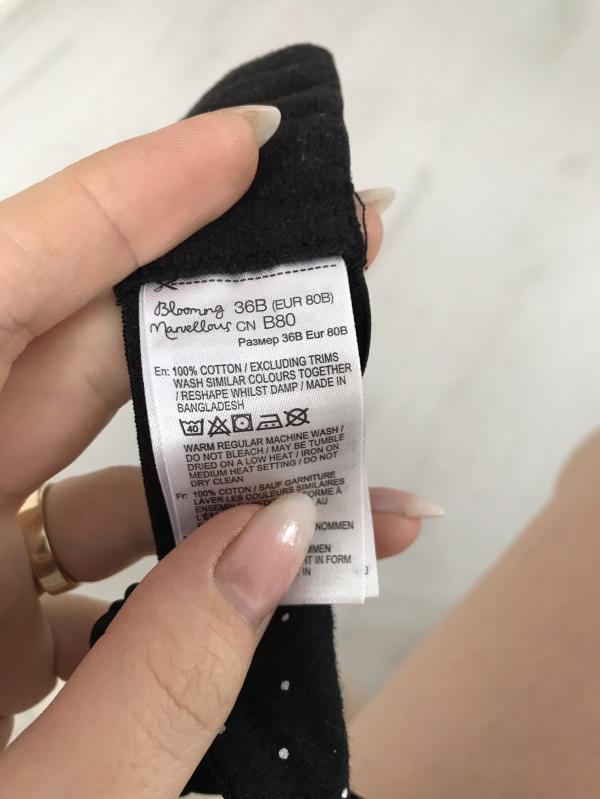 Blooming 36B (EUR 80B)
Marvellous CN B80
Размер 36B Eur 80B
En: 100% COTTON / EXCLUDING TRIMS
WASH SIMILAR COLOURS TOGETHER
/ RESHAPE WHILST DAMP / MADE IN
BANGLADESH
40
WARM REGULAR MACHINE WASH /
DO NOT BLEACH / MAY BE TUMBLE
DRIED ON A LOW HEAT / IRON ON
MEDIUM HEAT SETTING / DO NOT
DRY CLEAN
Fr: 100% COTON / SAUF GARNITURE
LAVER LES COULEURS SIMILAIRES